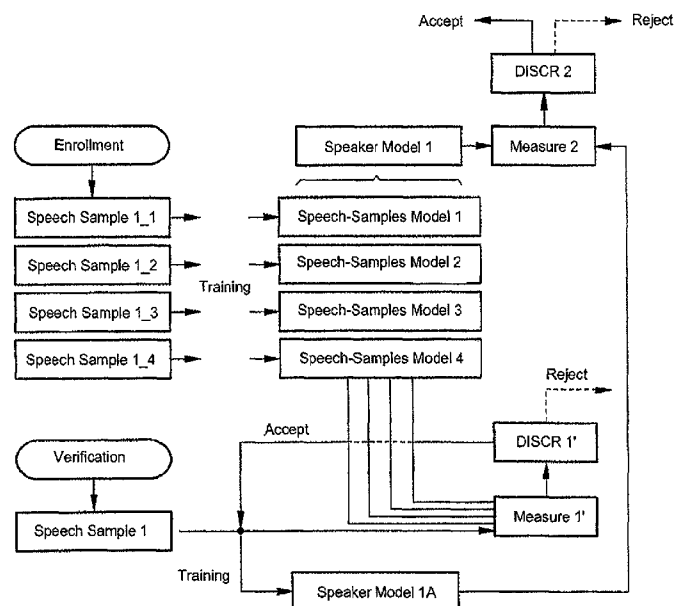 Accept
Reject
DISCR 2
Enrollment
Speaker Model 1
Measure 2
Speech Sample 1_1
Speech-Samples Model 1
Speech Sample 1_2
Speech-Samples Model 2
Training
Speech Sample 1_3
Speech-Samples Model 3
Speech Sample 1_4
Speech-Samples Model 4
Reject
Accept
DISCR 1'
Verification
Speech Sample 1
Measure 1'
Training
Speaker Model 1A